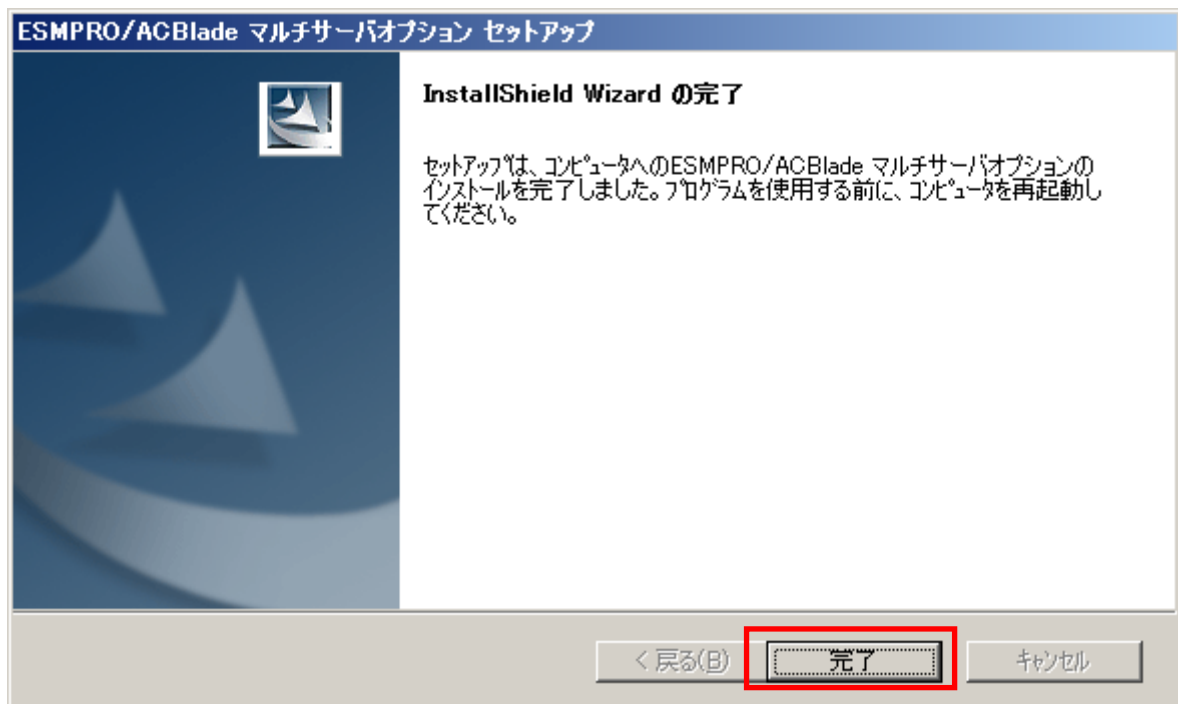 ESMPRO/ACBlade マルチサーバオプション セットアップ
InstallShield Wizard の完了
セットアップは、コンピュータへのESMPRO/ACBlade マルチサーバオプションの
インストールを完了しました。プログラムを使用する前に、コンピュータを再起動し
てください。
< 戻る(B)
完了
キャンセル